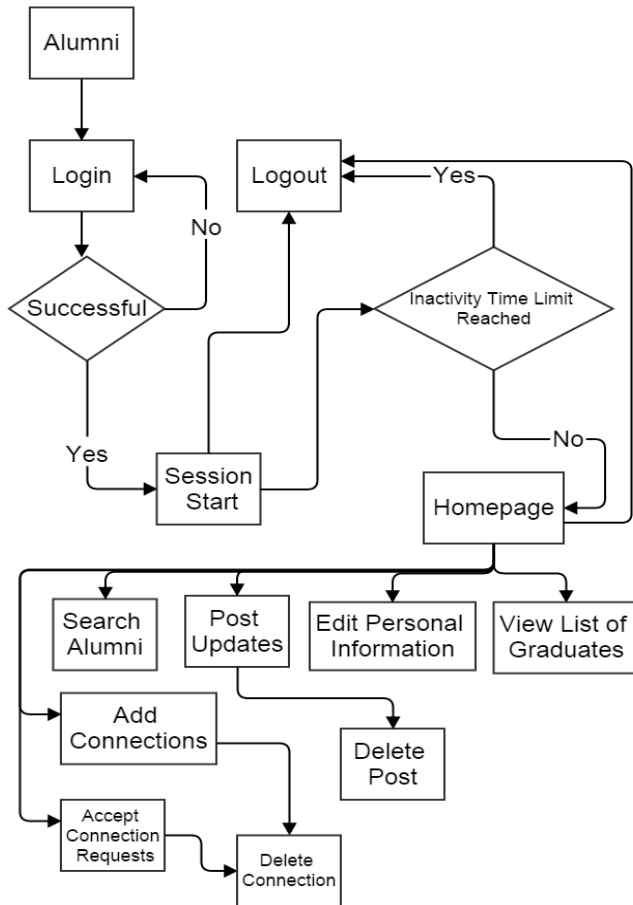 Alumni
Login
Logout
Yes
No
Successful
Inactivity Time Limit
Reached
Yes
Session
Start
No
Homepage
Search
Alumni
Post
Updates
Edit Personal
Information
View List of
Graduates
Add
Connections
Delete
Post
Accept
Connection
Requests
Delete
Connection